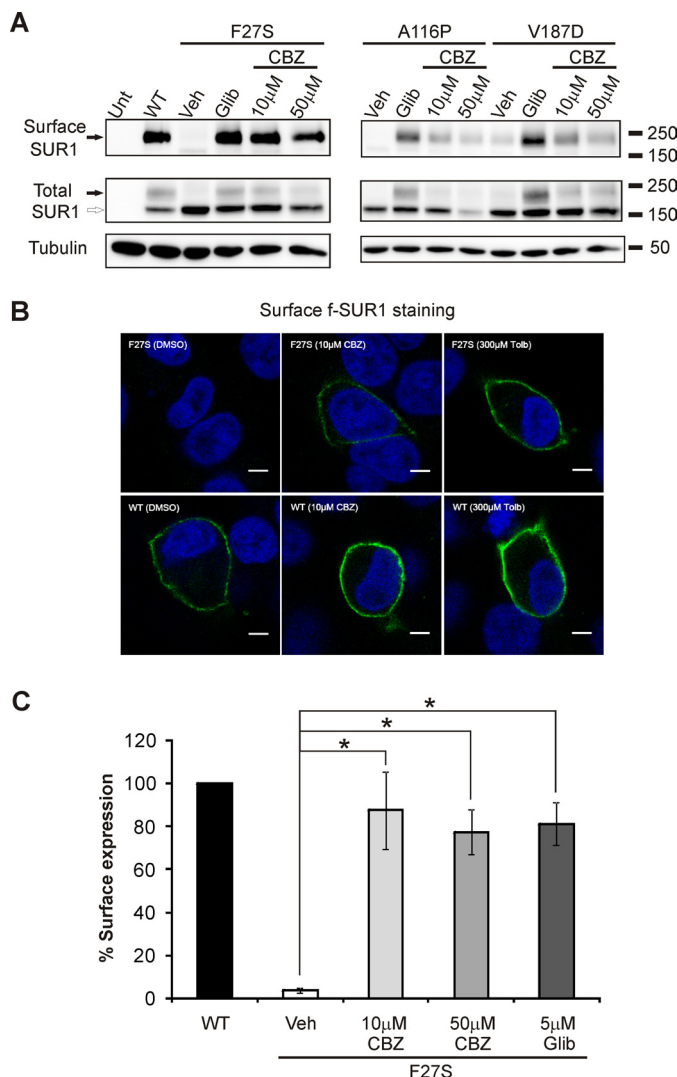 A
F27S
A116P
V187D
CBZ
CBZ
CBZ
Unt
WT
Veh
Glib
10µM
50µM
Veh
Glib
10µM
50µM
Veh
Glib
10µM
50µM
Surface
SUR1
250
150
Total
SUR1
250
150
Tubulin
50
B
Surface f-SUR1 staining
F27S (DMSO)
F27S (10µM CBZ)
F27S (300µM Tolb)
WT (DMSO)
WT (10µM CBZ)
WT (300µM Tolb)
C
% Surface expression
120
100
80
60
40
20
0
*
*
*
WT
Veh
10µM
CBZ
50µM
CBZ
5µM
Glib
F27S